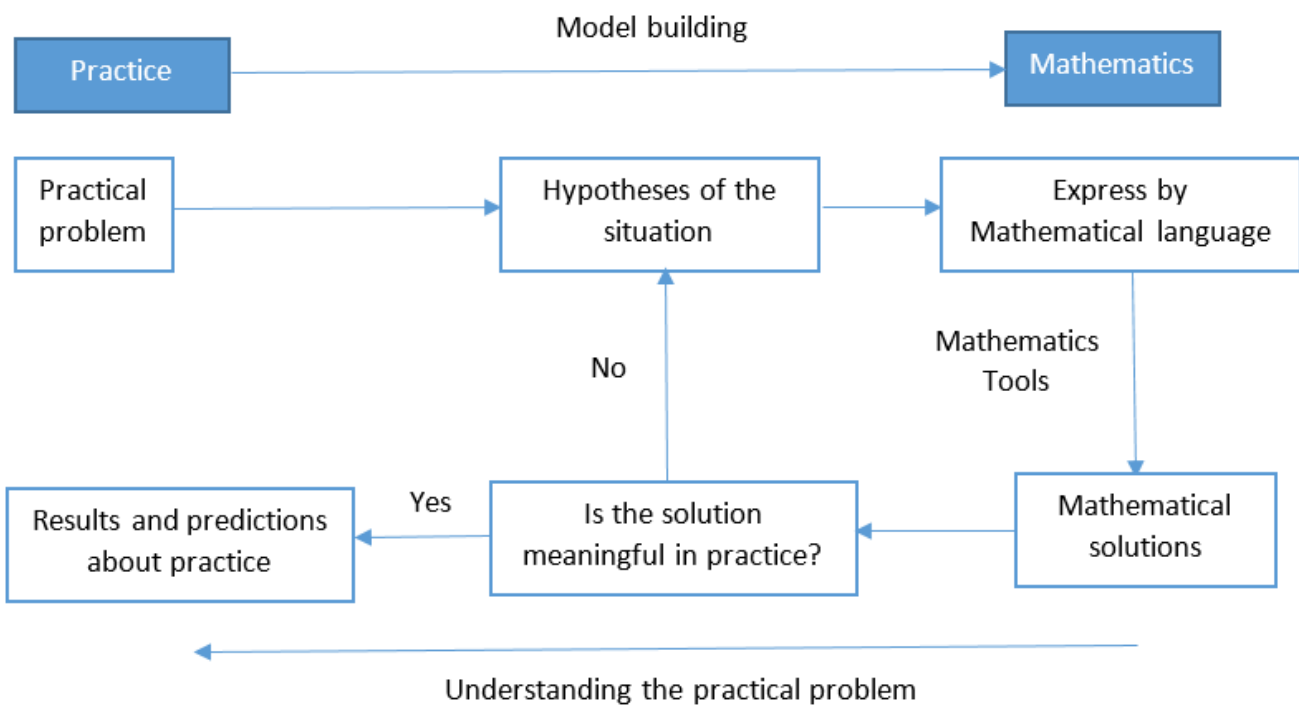 Model building
Practice
Mathematics
Practical
problem
Hypotheses of the
situation
Express by
Mathematical language
No
Mathematics
Tools
Results and predictions
about practice
Yes
Is the solution
meaningful in practice?
Mathematical
solutions
Understanding the practical problem